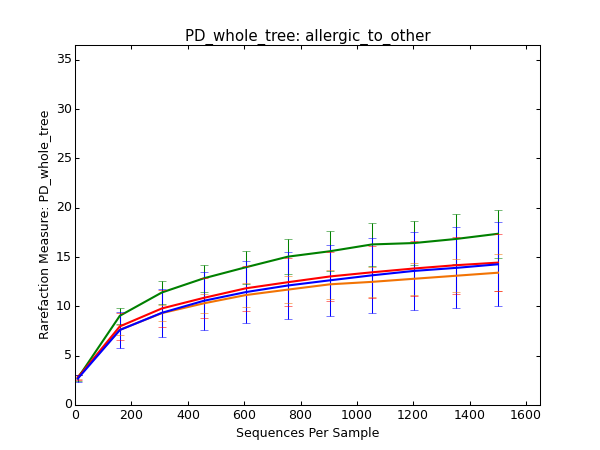 PD_whole_tree: allergic_to_other
35
30
25
20
15
10
5
0
Rarefaction Measure: PD_whole_tree
0 200 400 600 800 1000 1200 1400 1600
Sequences Per Sample